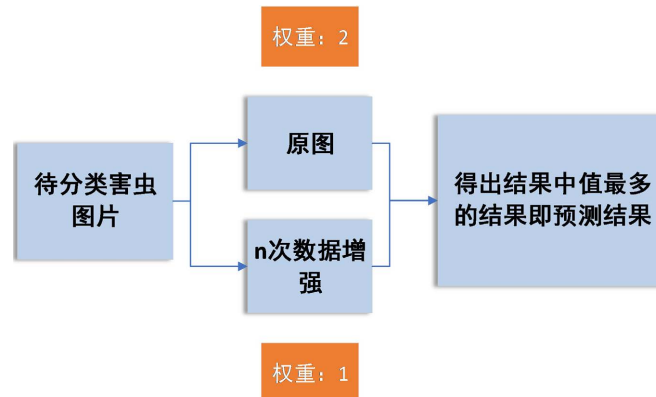 权重：2
原图
待分类害虫
图片
得出结果中值最多
的结果即预测结果
n次数据增
强
权重：1